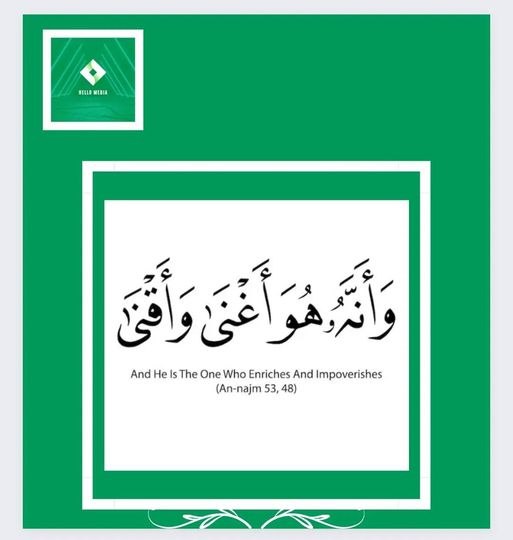 HELLO MEDIA
وَأَنَّهُۥ هُوَ أَغْنَىٰ وَأَقْنَىٰ
And He Is The One Who Enriches And Impoverishes
(An-najm 53, 48)